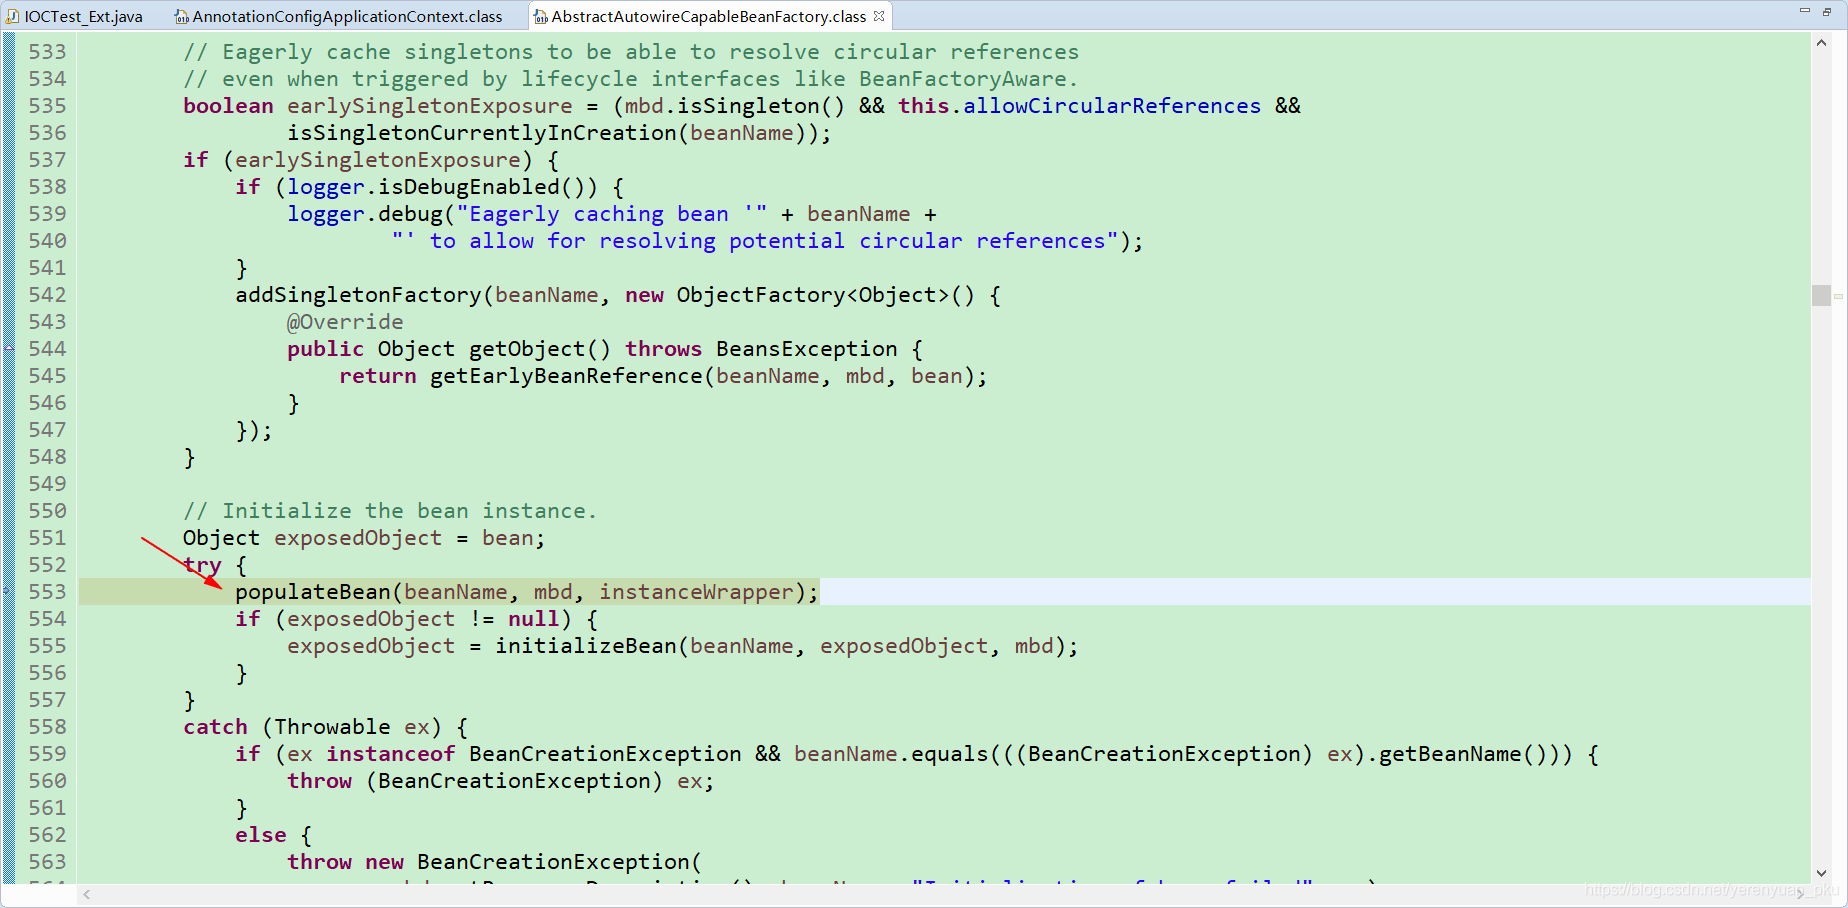 IOCTest_Ext.java AnnotationConfigApplicationContext.class AbstractAutowireCapableBeanFactory.class
533 // Eagerly cache singletons to be able to resolve circular references
534 // even when triggered by lifecycle interfaces like BeanFactoryAware.
535 boolean earlySingletonExposure = (mbd.isSingleton() && this.allowCircularReferences &&
536 isSingletonCurrentlyInCreation(beanName));
537 if (earlySingletonExposure) {
538 if (logger.isDebugEnabled()) {
539 logger.debug("Eagerly caching bean '" + beanName +
540 "' to allow for resolving potential circular references");
541 }
542 addSingletonFactory(beanName, new ObjectFactory<Object>() {
543 @Override
544 public Object getObject() throws BeansException {
545 return getEarlyBeanReference(beanName, mbd, bean);
546 }
547 });
548 }
549
550 // Initialize the bean instance.
551 Object exposedObject = bean;
552 try {
553 populateBean(beanName, mbd, instanceWrapper);
554 if (exposedObject != null) {
555 exposedObject = initializeBean(beanName, exposedObject, mbd);
556 }
557 }
558 catch (Throwable ex) {
559 if (ex instanceof BeanCreationException && beanName.equals(((BeanCreationException) ex).getBeanName())) {
560 throw (BeanCreationException) ex;
561 }
562 else {
563 throw new BeanCreationException(
https://blog.csdn.net/yerenyuan_pku